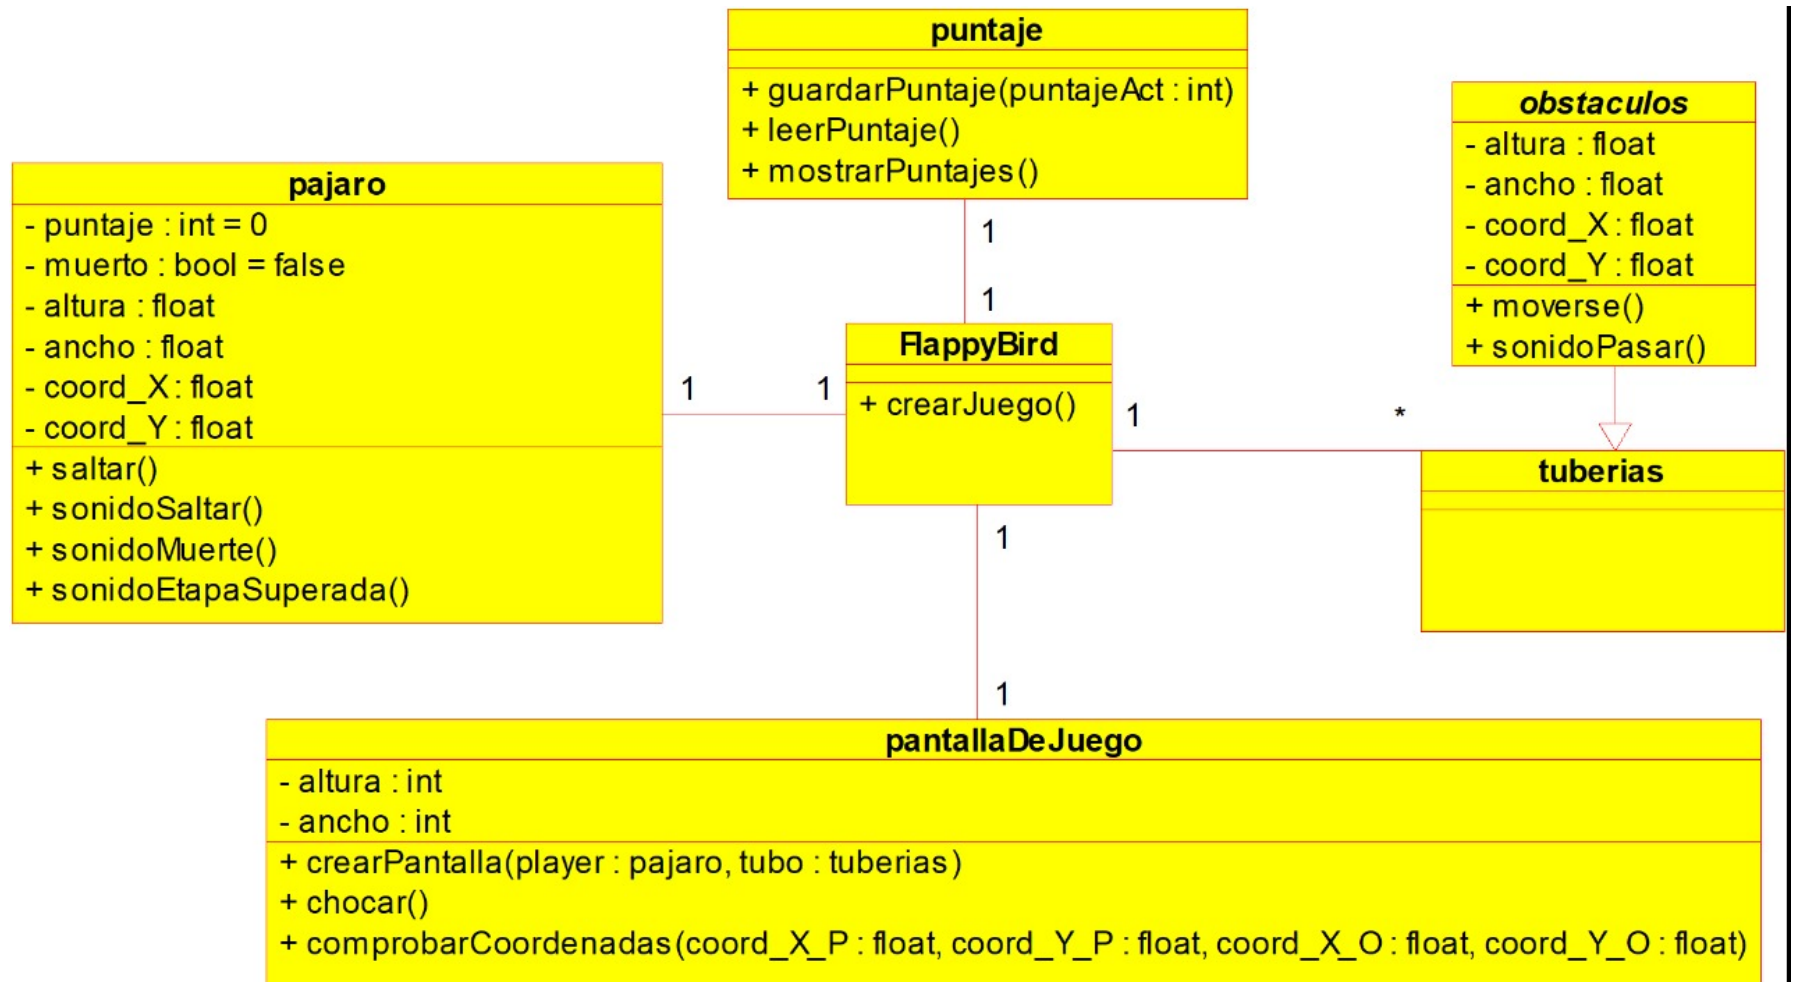 puntaje
+ guardarPuntaje(puntajeAct : int)
+ leerPuntaje()
+ mostrarPuntajes()
obstaculos
- altura : float
- ancho : float
- coord_X : float
- coord_Y : float
+ moverse()
+ sonidoPasar()
pajaro
- puntaje : int = 0
- muerto : bool = false
- altura : float
- ancho : float
- coord_X : float
- coord_Y : float
+ saltar()
+ sonidoSaltar()
+ sonidoMuerte()
+ sonidoEtapaSuperada()
1
1
FlappyBird
+ crearJuego()
1
1
1
*
tuberias
1
1
pantallaDeJuego
- altura : int
- ancho : int
+ crearPantalla(player : pajaro, tubo : tuberias)
+ chocar()
+ comprobarCoordenadas(coord_X_P : float, coord_Y_P : float, coord_X_O : float, coord_Y_O : float)